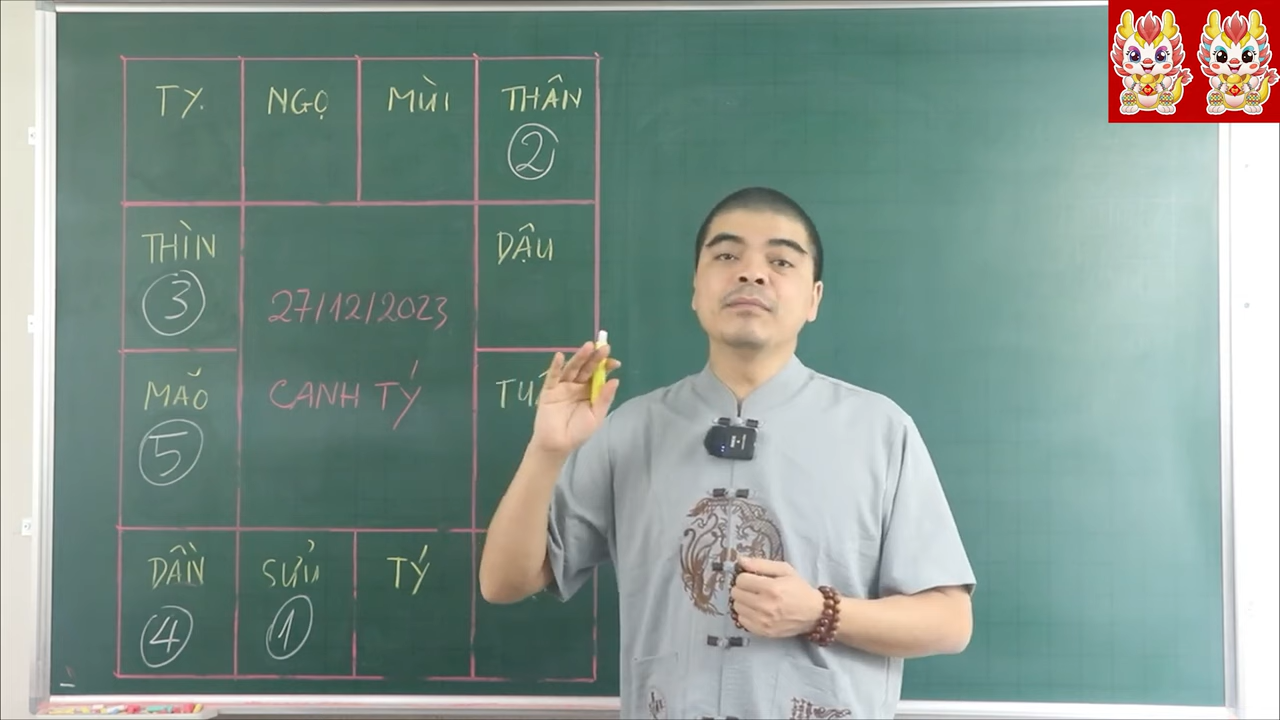 TỴ.
NGỌ
MÙI
THÂN
2
THÌN
3
DẬU
27/12/2023
CANH TÝ
MÃO
5
DẦN
4
SỬU
1
TÝ